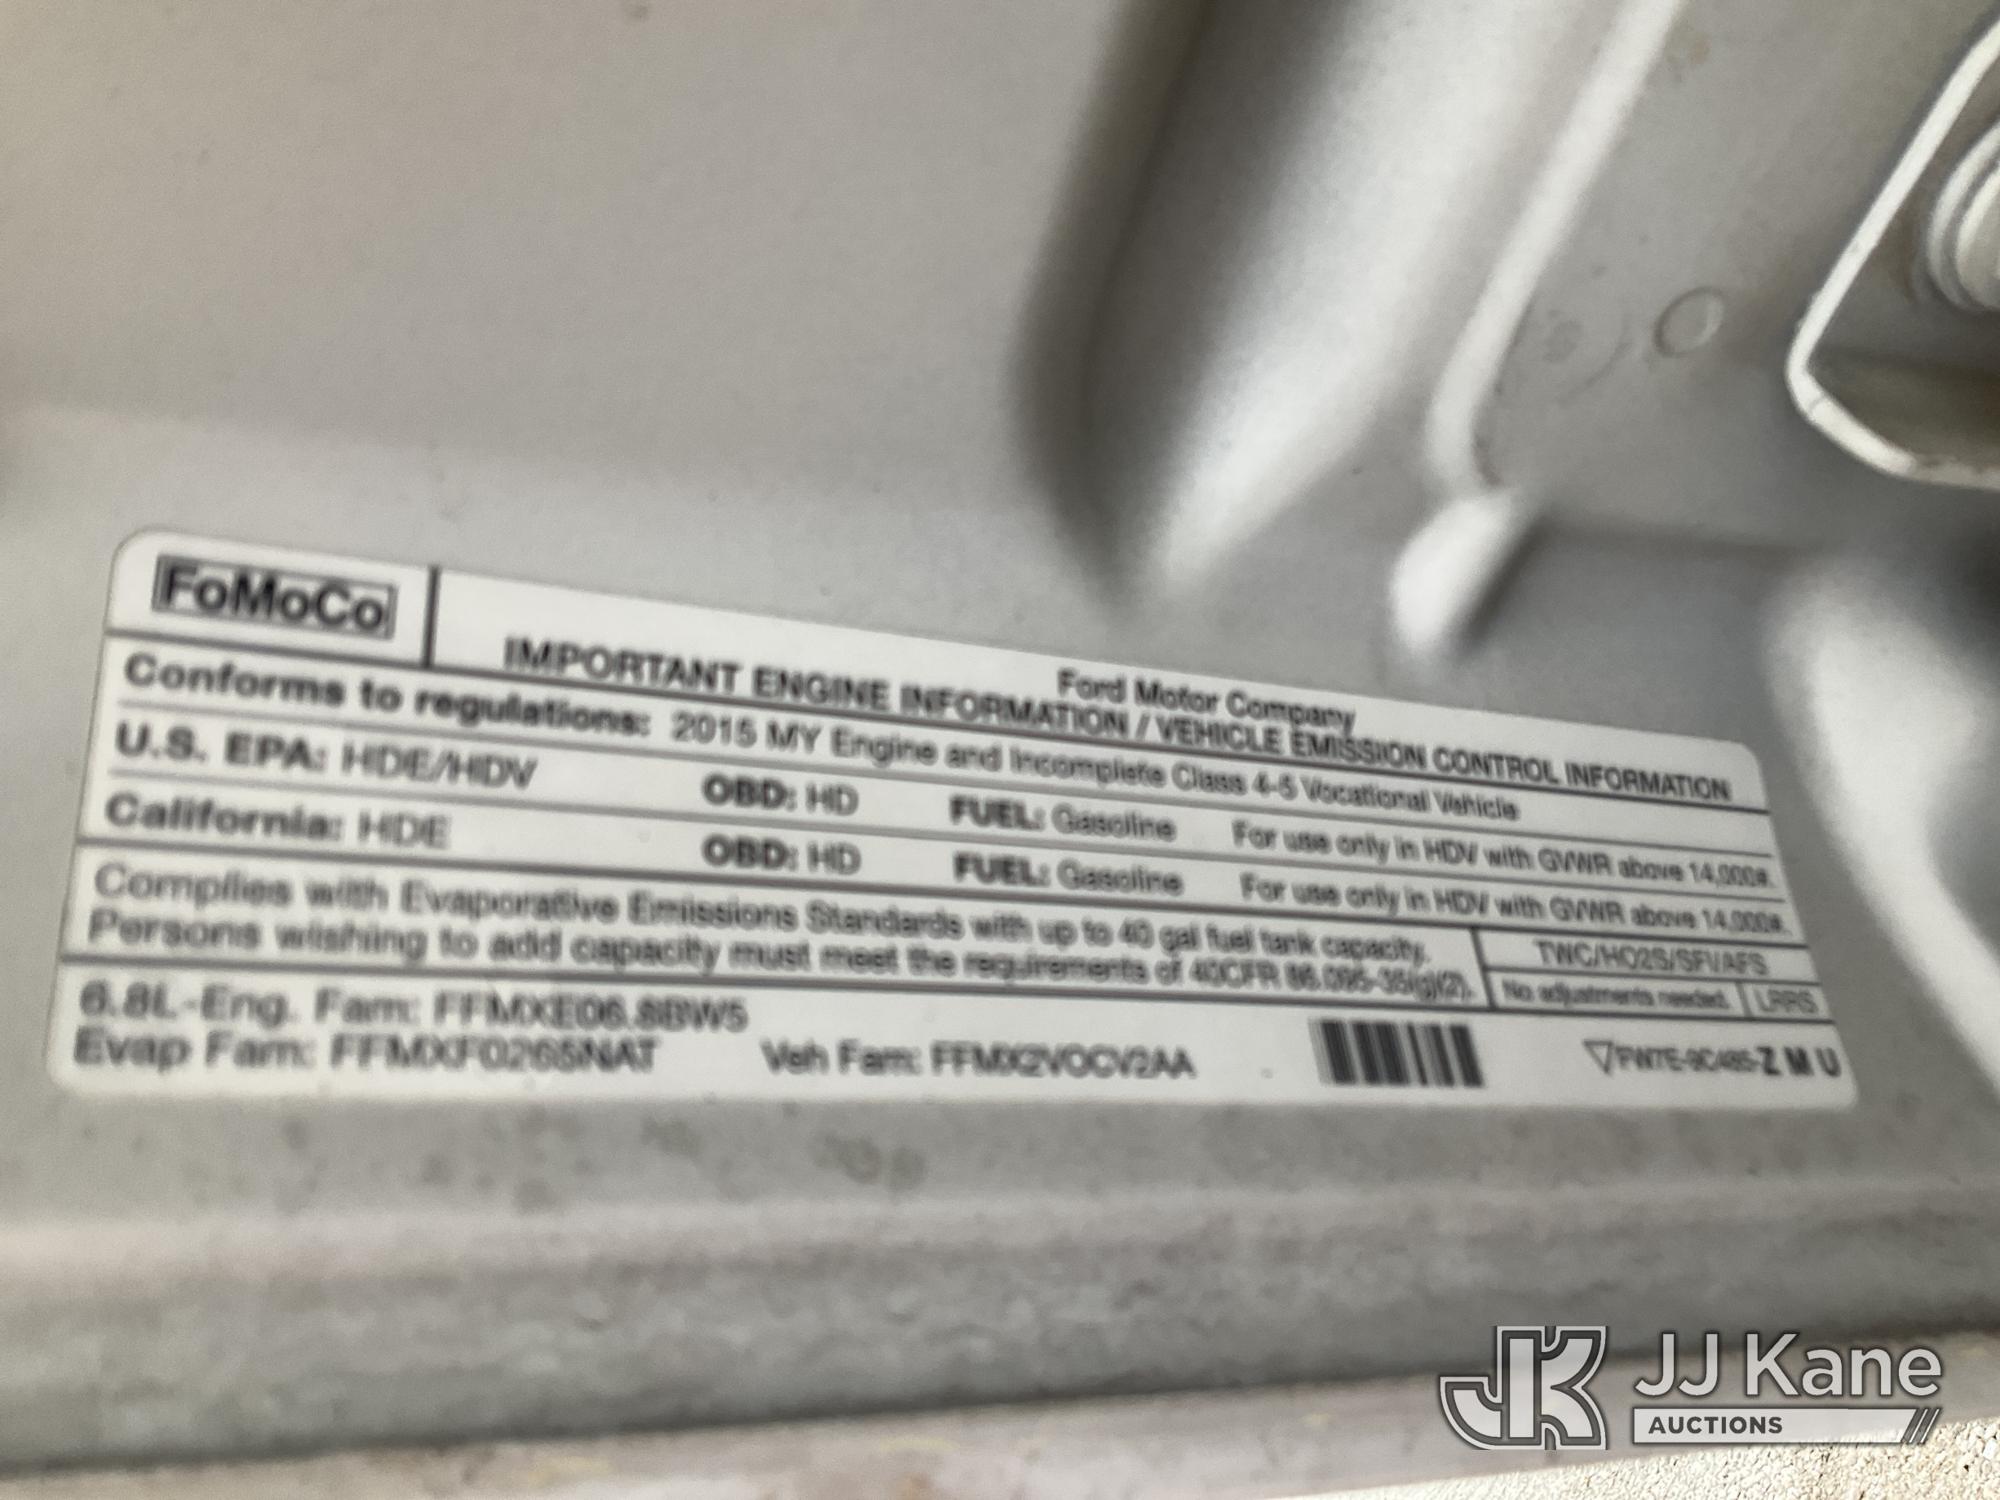 FoMoCo
Ford Motor Company
IMPORTANT ENGINE INFORMATION / VEHICLE EMISSION CONTROL INFORMATION
Conforms to regulations: 2015 MY Engine and Incomplete Class 4-5 Vocational Vehicle
U.S. EPA: HDE/HDV OBD: HD FUEL: Gasoline For use only in HDV with GVWR above 14,000#.
California: HDE OBD: HD FUEL: Gasoline For use only in HDV with GVWR above 14,000#.
Complies with Evaporative Emissions Standards with up to 40 gal fuel tank capacity.
Persons wishing to add capacity must meet the requirements of 40CFR 86.095-35(g)(2).
TWC/HO2S/SFI/AFS
No adjustments needed. LRRS
6.8L-Eng. Fam: FFMXE06.8BW5
Evap Fam: FFMXF0265NAT Veh Fam: FFMX2VOCV2AA FW7E-9C485-Z M U
JK JJ Kane
AUCTIONS